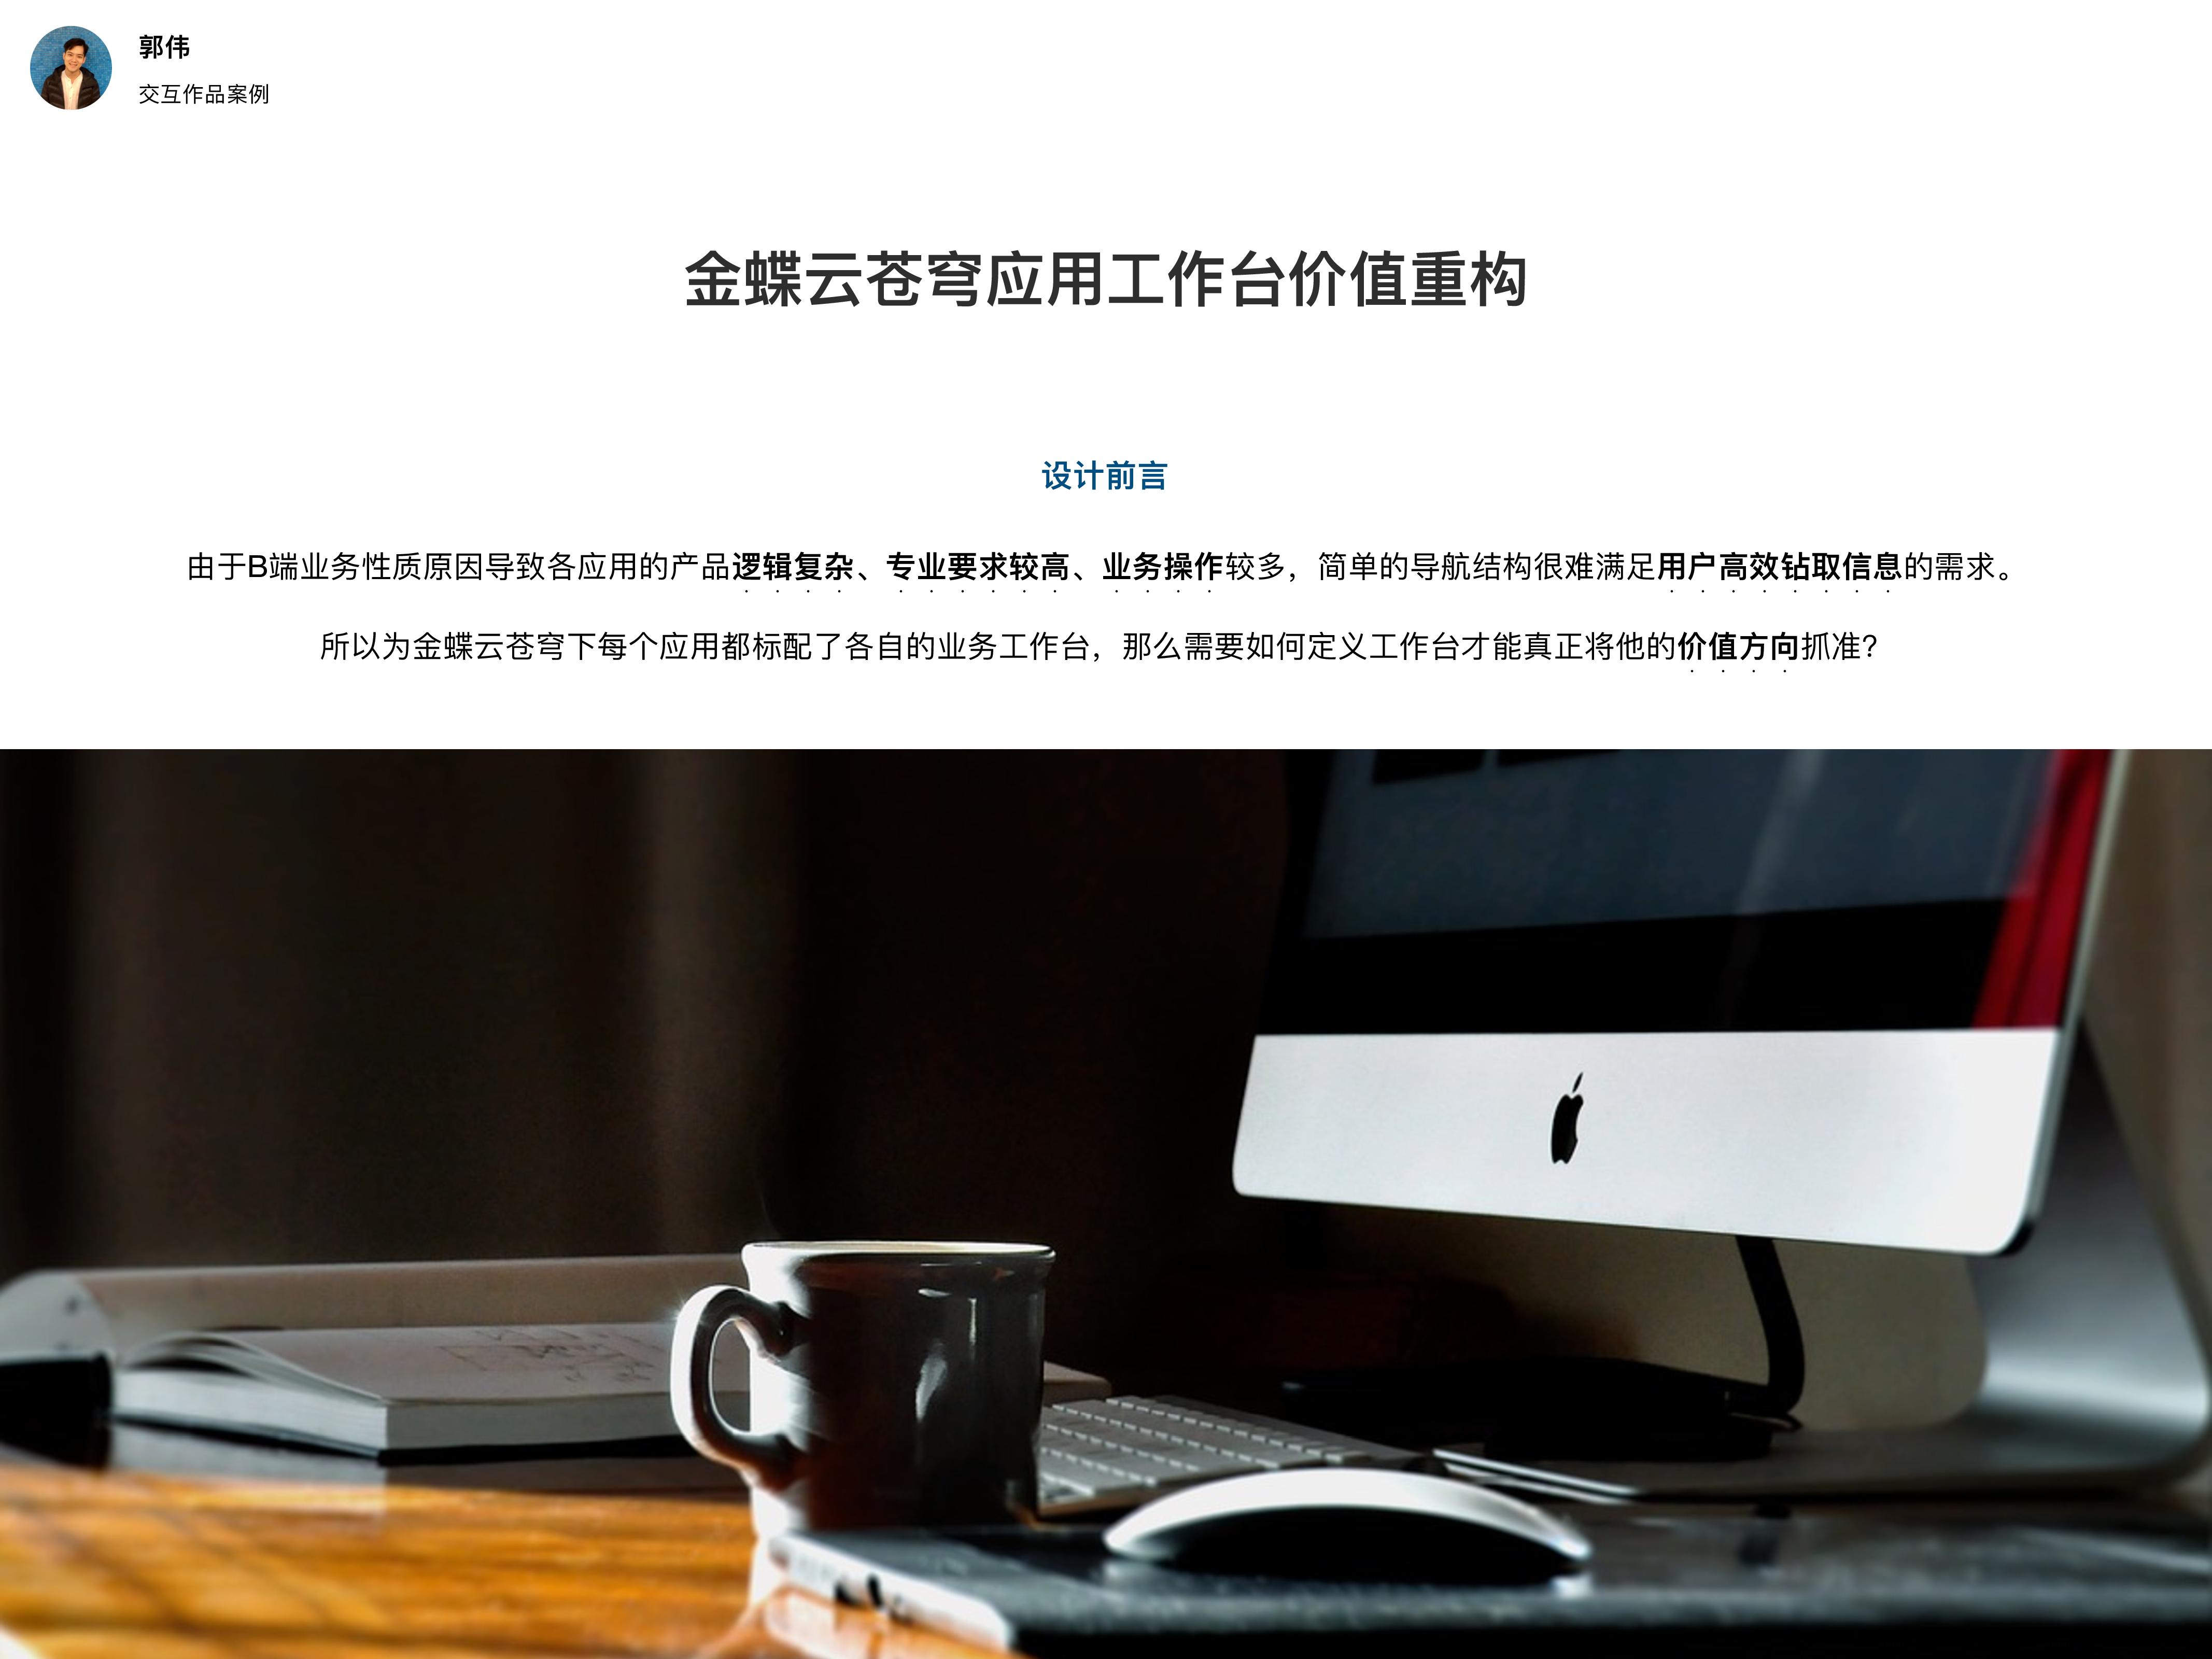 郭伟
交互作品案例
金蝶云苍穹应用工作台价值重构
设计前言
由于B端业务性质原因导致各应用的产品逻辑复杂、专业要求较高、业务操作较多，简单的导航结构很难满足用户高效钻取信息的需求。
所以为金蝶云苍穹下每个应用都标配了各自的业务工作台，那么需要如何定义工作台才能真正将他的价值方向抓准？